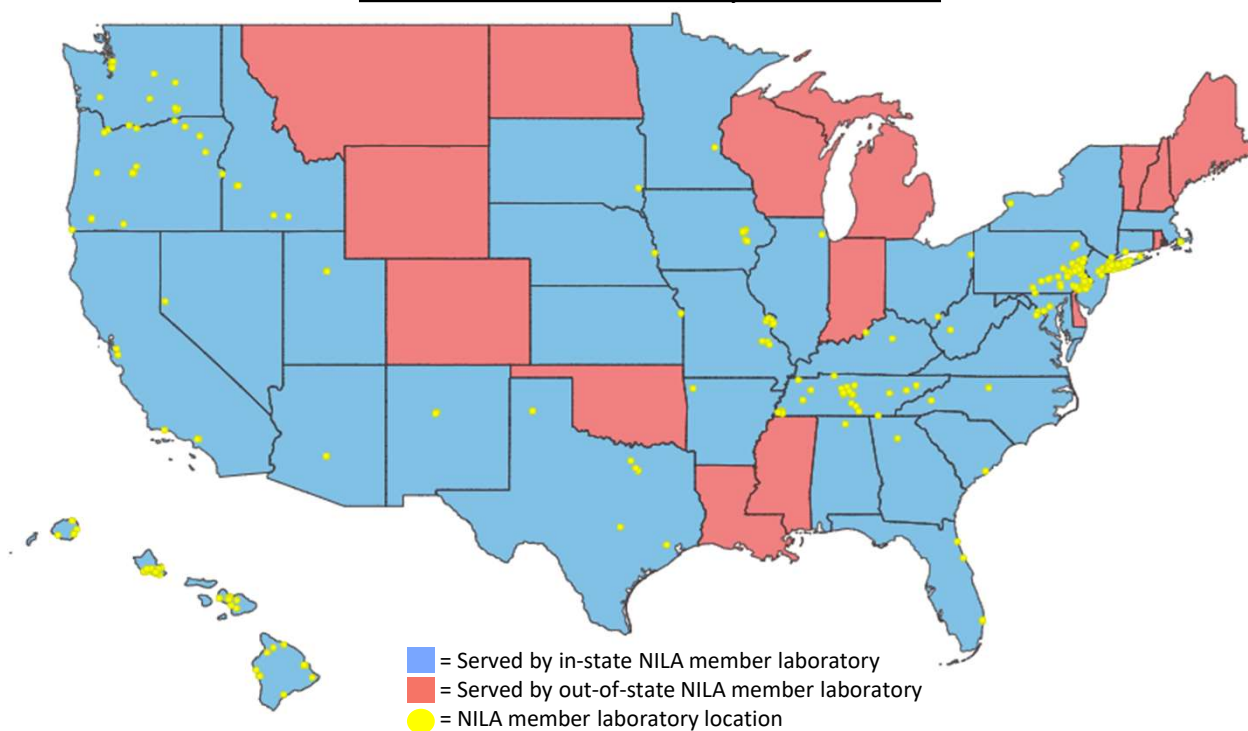 = Served by in-state NILA member laboratory
= Served by out-of-state NILA member laboratory
= NILA member laboratory location